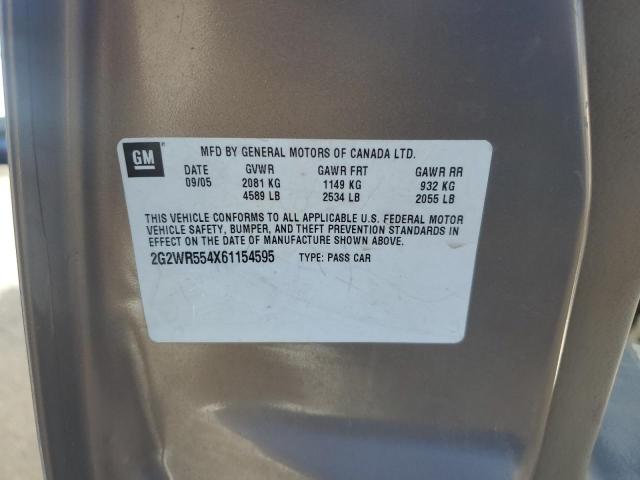 GM
MFD BY GENERAL MOTORS OF CANADA LTD.
DATE GVWR GAWR FRT GAWR RR
09/05 2081 KG 1149 KG 932 KG
4589 LB 2534 LB 2055 LB
THIS VEHICLE CONFORMS TO ALL APPLICABLE U.S. FEDERAL MOTOR
VEHICLE SAFETY, BUMPER, AND THEFT PREVENTION STANDARDS IN
EFFECT ON THE DATE OF MANUFACTURE SHOWN ABOVE.
2G2WR554X61154595 TYPE: PASS CAR